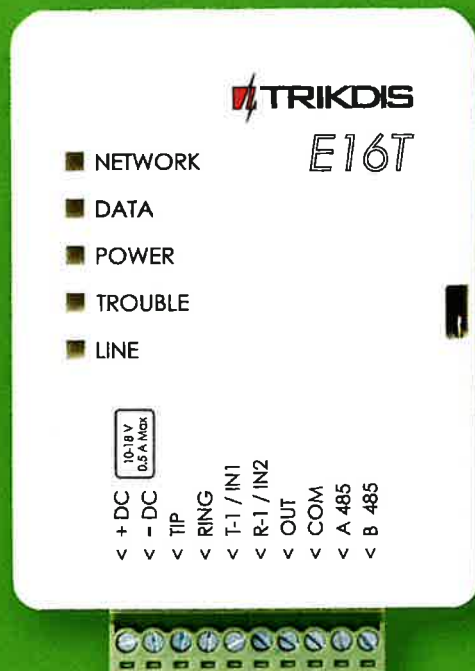 TRIKDIS
E16T
NETWORK
DATA
POWER
TROUBLE
LINE
10-18 V
0.5 A Max
< + DC
< - DC
< TIP
< RING
< T-1 / IN1
< R-1 / IN2
< OUT
< COM
< A 485
< B 485